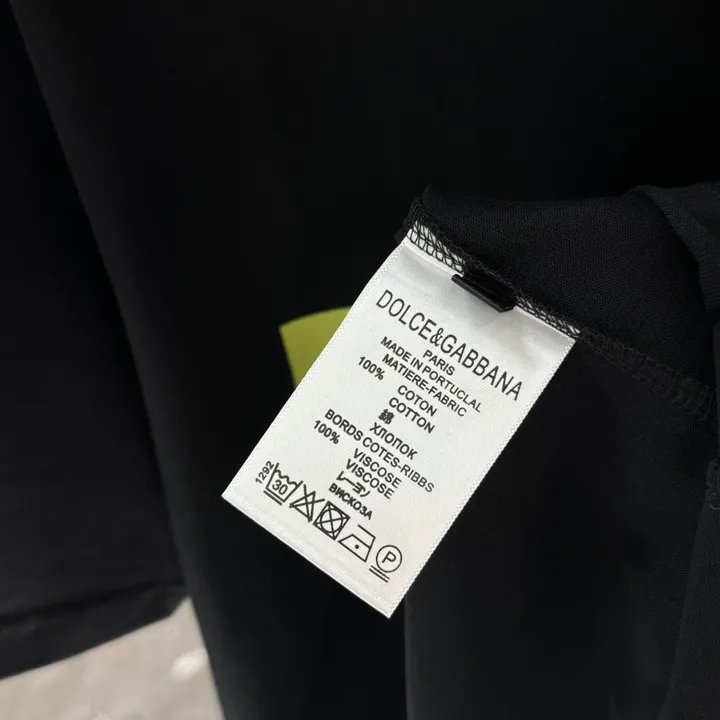 DOLCE&GABBANA
PARIS
MADE IN PORTUCLAL
MATIERE-FABRIC
100%
COTON
COTTON
綿
ХЛОПОК
BORDS COTES-RIBBS
100%
VISCOSE
VISCOSE
レーヨン
ВИСКОЗА
1292
30
P